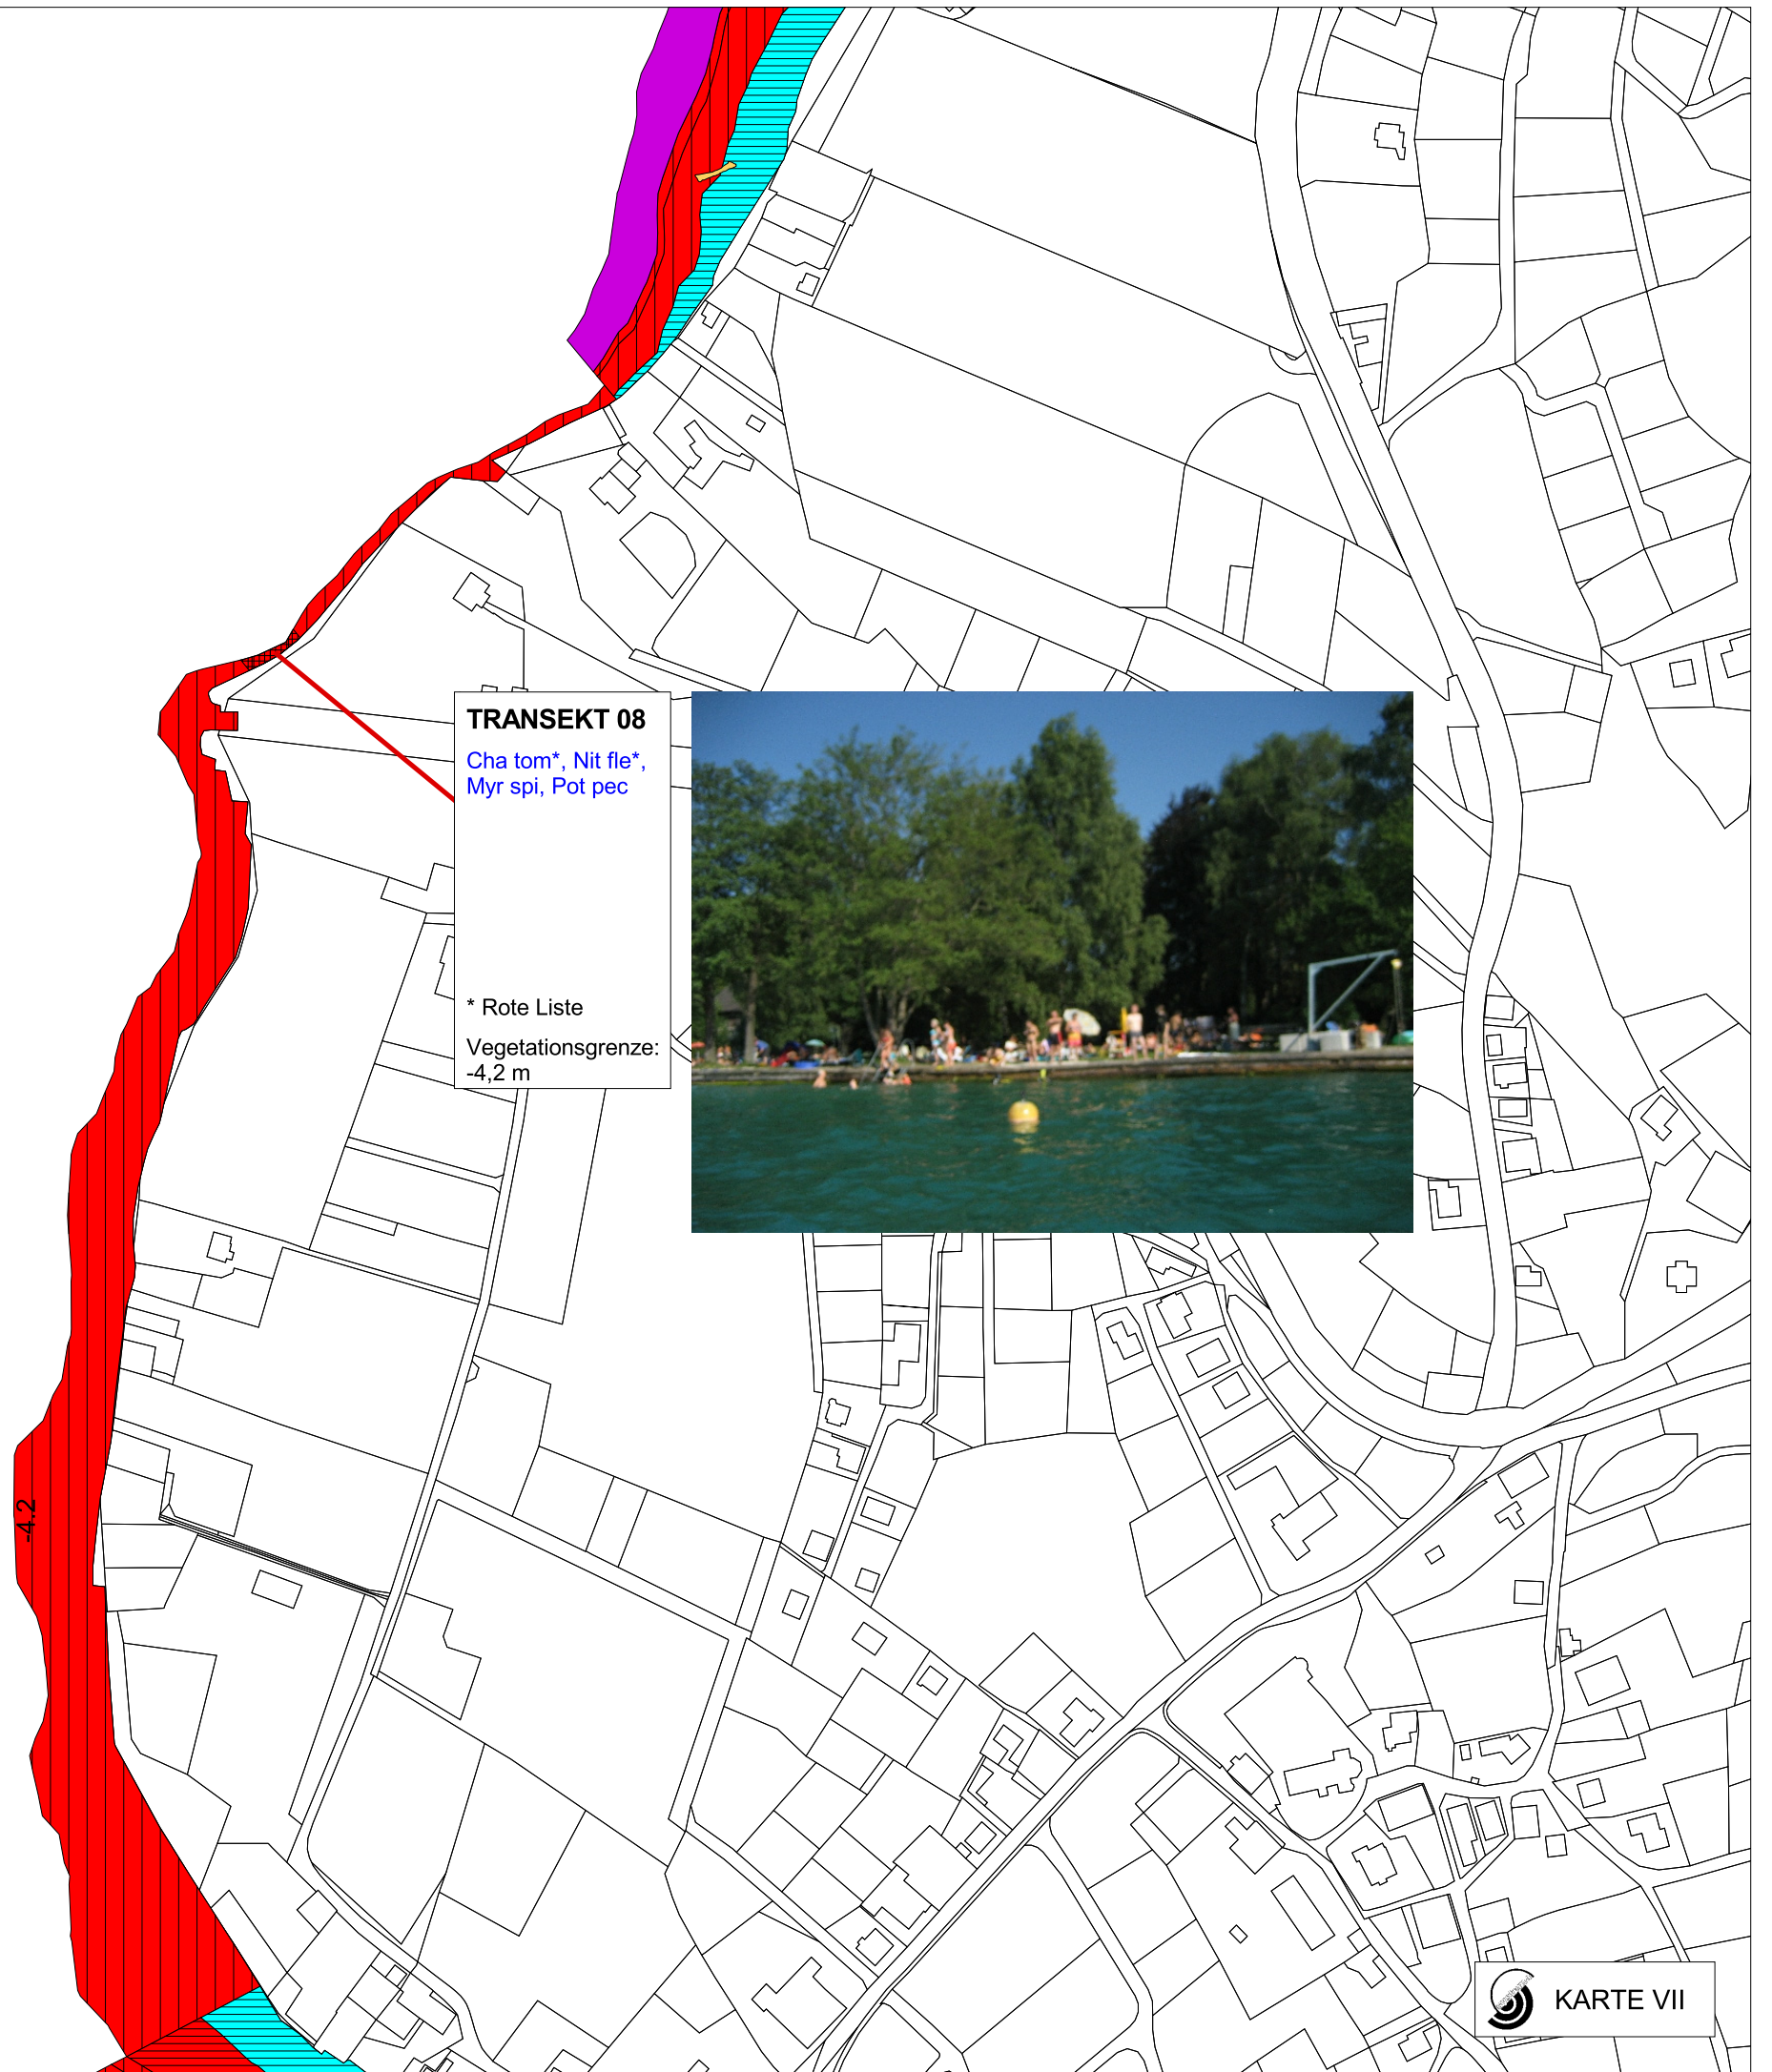 TRANSEKT 08
Cha tom*, Nit fle*,
Myr spi, Pot pec
* Rote Liste
Vegetationsgrenze:
-4,2 m
-4.2
KARTE VII